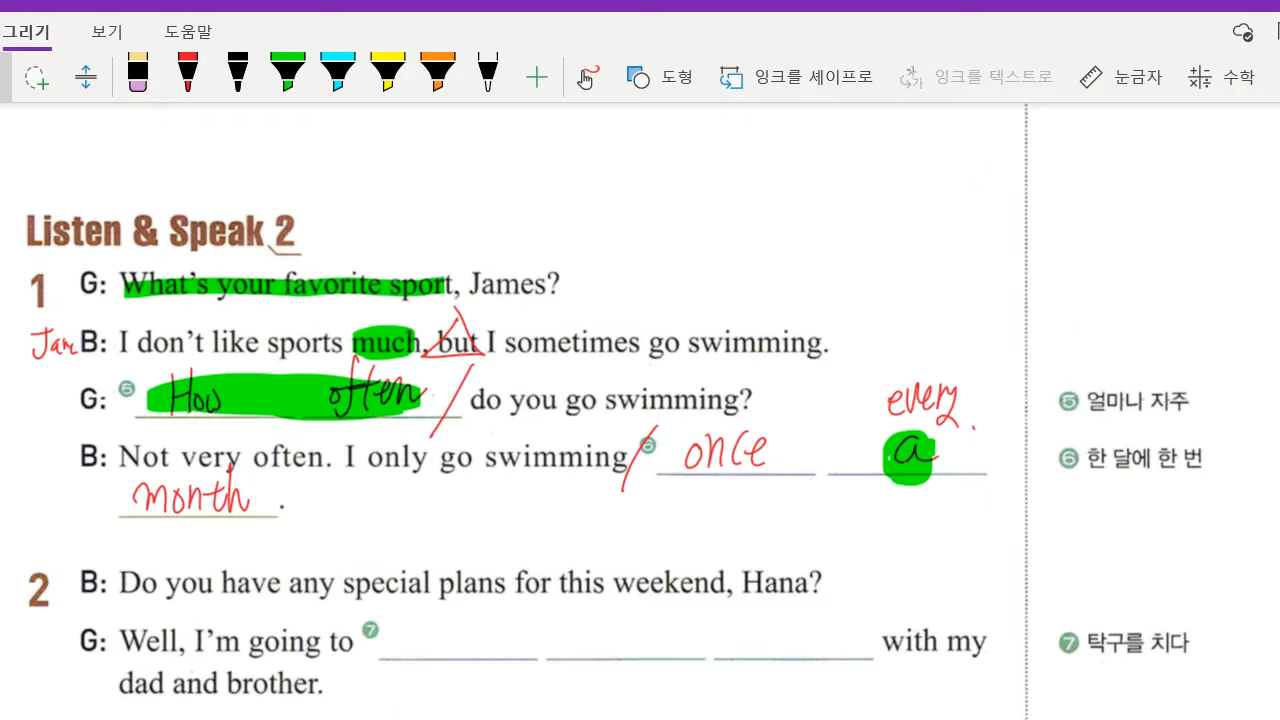 그리기 보기 도움말
도형 잉크를 셰이프로 잉크를 텍스트로 눈금자 수학
Listen & Speak 2
1 G: What's your favorite sport, James?
Jam B: I don't like sports much, but I sometimes go swimming.
G: 5 How often do you go swimming?
5 얼마나 자주
every
B: Not very often. I only go swimming 6 once a
6 한 달에 한 번
month.
2 B: Do you have any special plans for this weekend, Hana?
G: Well, I'm going to 7 with my
7 탁구를 치다
dad and brother.